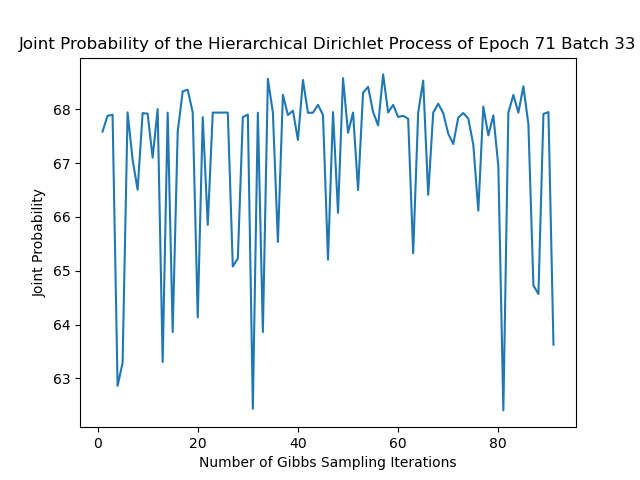 Joint Probability of the Hierarchical Dirichlet Process of Epoch 71 Batch 33
Joint Probability
68
67
66
65
64
63
0 20 40 60 80
Number of Gibbs Sampling Iterations